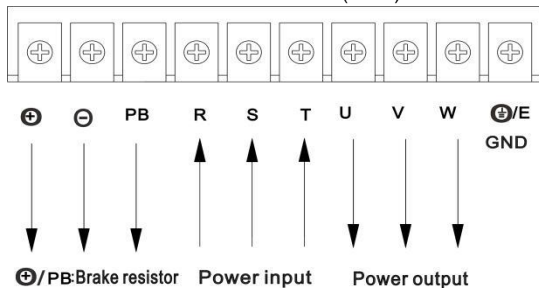 ⊕ ⊖ PB R S T U V W ⏚/E
GND
⊕/PB:Brake resistor Power input Power output